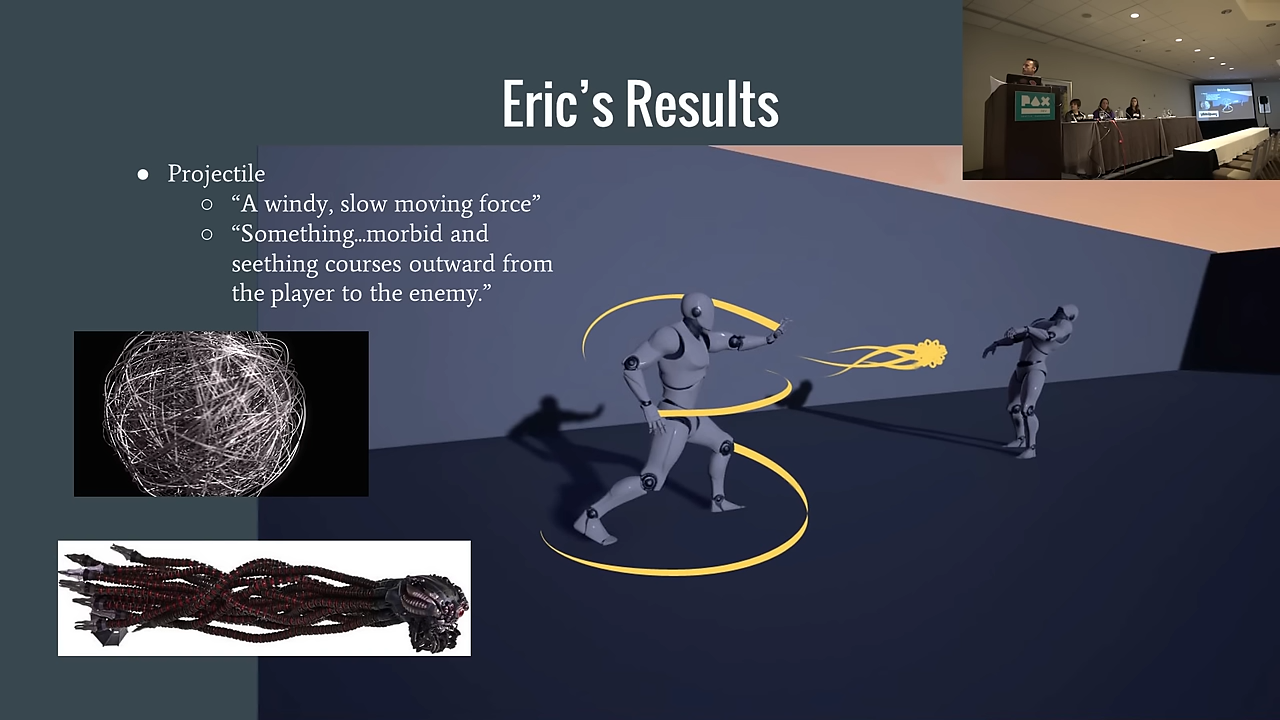 Eric’s Results
PAX
● Projectile
○ “A windy, slow moving force”
○ “Something...morbid and
seething courses outward from
the player to the enemy.”